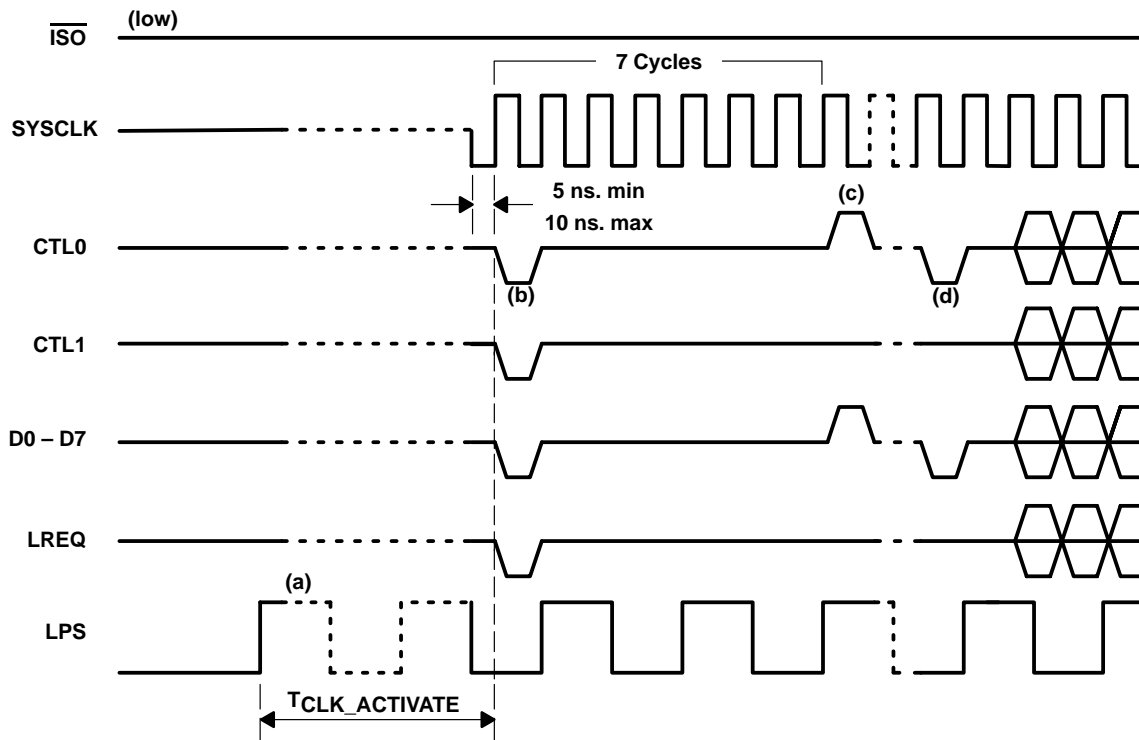 (low)
ISO
7 Cycles
SYSCLK
5 ns. min
10 ns. max
(c)
CTL0
(b)
(d)
CTL1
D0 – D7
LREQ
(a)
LPS
TCLK_ACTIVATE